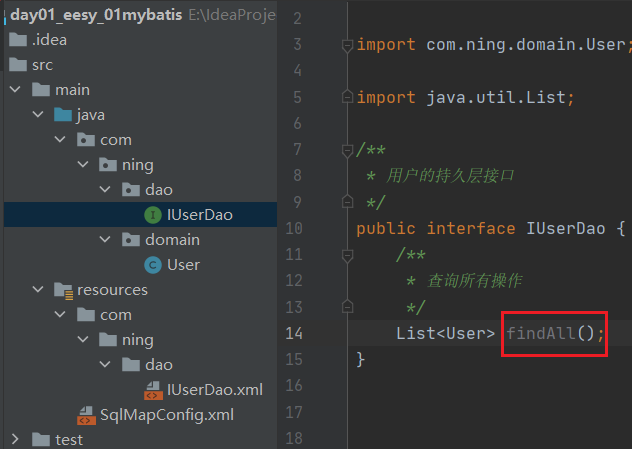 day01_eesy_01mybatis E:\IdeaProje
.idea
src
main
java
com
ning
dao
IUserDao
domain
User
resources
com
ning
dao
IUserDao.xml
SqlMapConfig.xml
test
2
3 import com.ning.domain.User;
4
5 import java.util.List;
6
7 /**
8 * 用户的持久层接口
9 */
10 public interface IUserDao {
11 /**
12 * 查询所有操作
13 */
14 List<User> findAll();
15 }
16
17
18